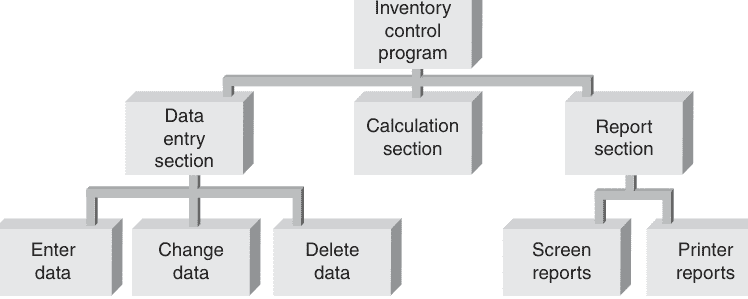 Inventory
control
program
Data
entry
section
Calculation
section
Report
section
Enter
data
Change
data
Delete
data
Screen
reports
Printer
reports